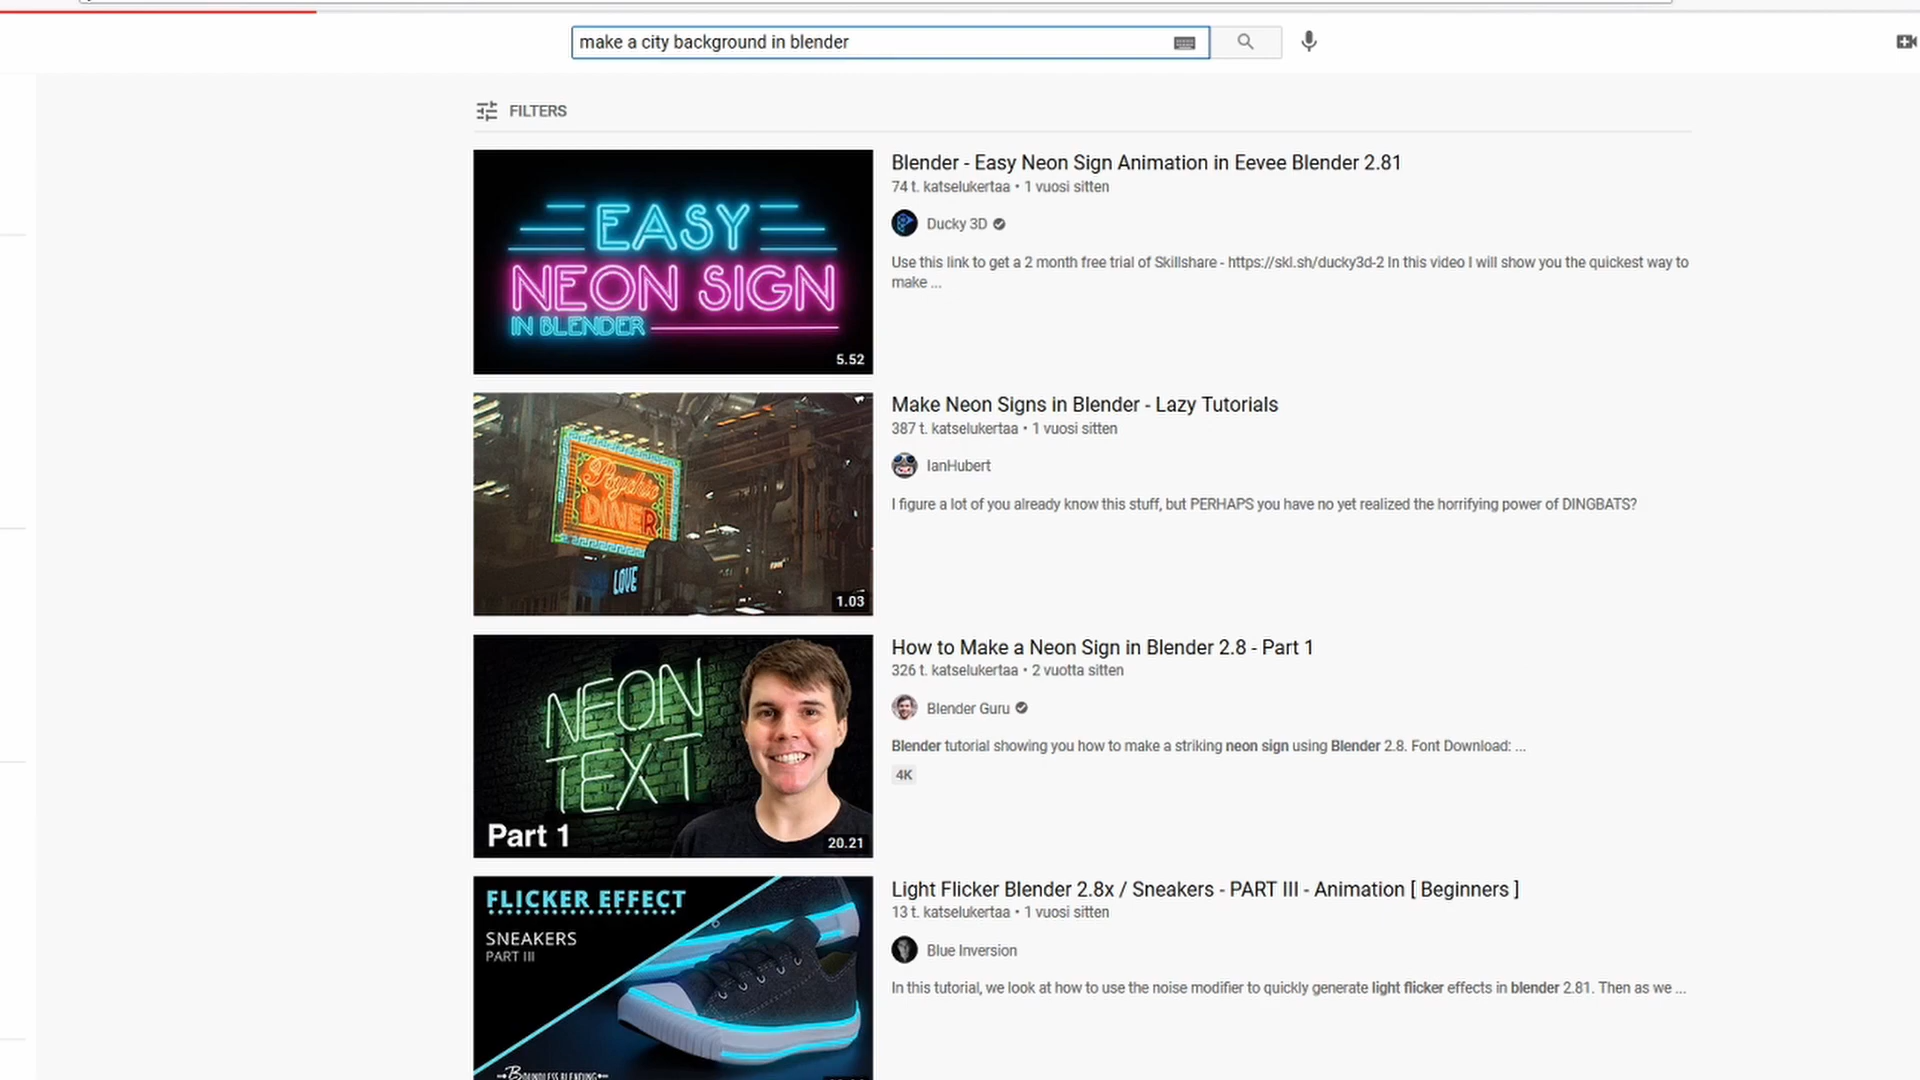 make a city background in blender
FILTERS
EASY
NEON SIGN
IN BLENDER
5.52
Blender - Easy Neon Sign Animation in Eevee Blender 2.81
74 t. katselukertaa • 1 vuosi sitten
Ducky 3D
Use this link to get a 2 month free trial of Skillshare - https://skl.sh/ducky3d-2 In this video I will show you the quickest way to
make ...
Psychic
DINER
LOVE
1.03
Make Neon Signs in Blender - Lazy Tutorials
387 t. katselukertaa • 1 vuosi sitten
IanHubert
I figure a lot of you already know this stuff, but PERHAPS you have no yet realized the horrifying power of DINGBATS?
NEON
TEXT
Part 1
20.21
How to Make a Neon Sign in Blender 2.8 - Part 1
326 t. katselukertaa • 2 vuotta sitten
Blender Guru
Blender tutorial showing you how to make a striking neon sign using Blender 2.8. Font Download: ...
4K
FLICKER EFFECT
SNEAKERS
PART III
BOUNDLESS BLENDING
Light Flicker Blender 2.8x / Sneakers - PART III - Animation [ Beginners ]
13 t. katselukertaa • 1 vuosi sitten
Blue Inversion
In this tutorial, we look at how to use the noise modifier to quickly generate light flicker effects in blender 2.81. Then as we ...